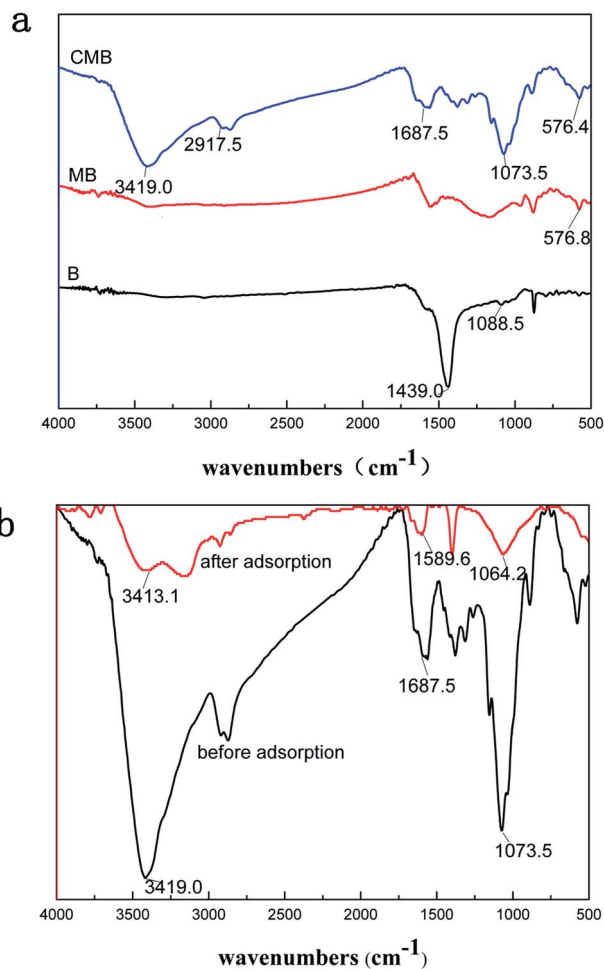 a
CMB
2917.5
3419.0
1687.5
1073.5
576.4
MB
576.8
B
1088.5
1439.0
4000 3500 3000 2500 2000 1500 1000 500
wavenumbers（cm-1）
b
after adsorption
3413.1
1589.6
1064.2
1687.5
before adsorption
3419.0
1073.5
4000 3500 3000 2500 2000 1500 1000 500
wavenumbers (cm-1)